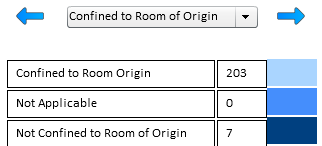 Confined to Room of Origin
Confined to Room Origin 203
Not Applicable 0
Not Confined to Room of Origin 7